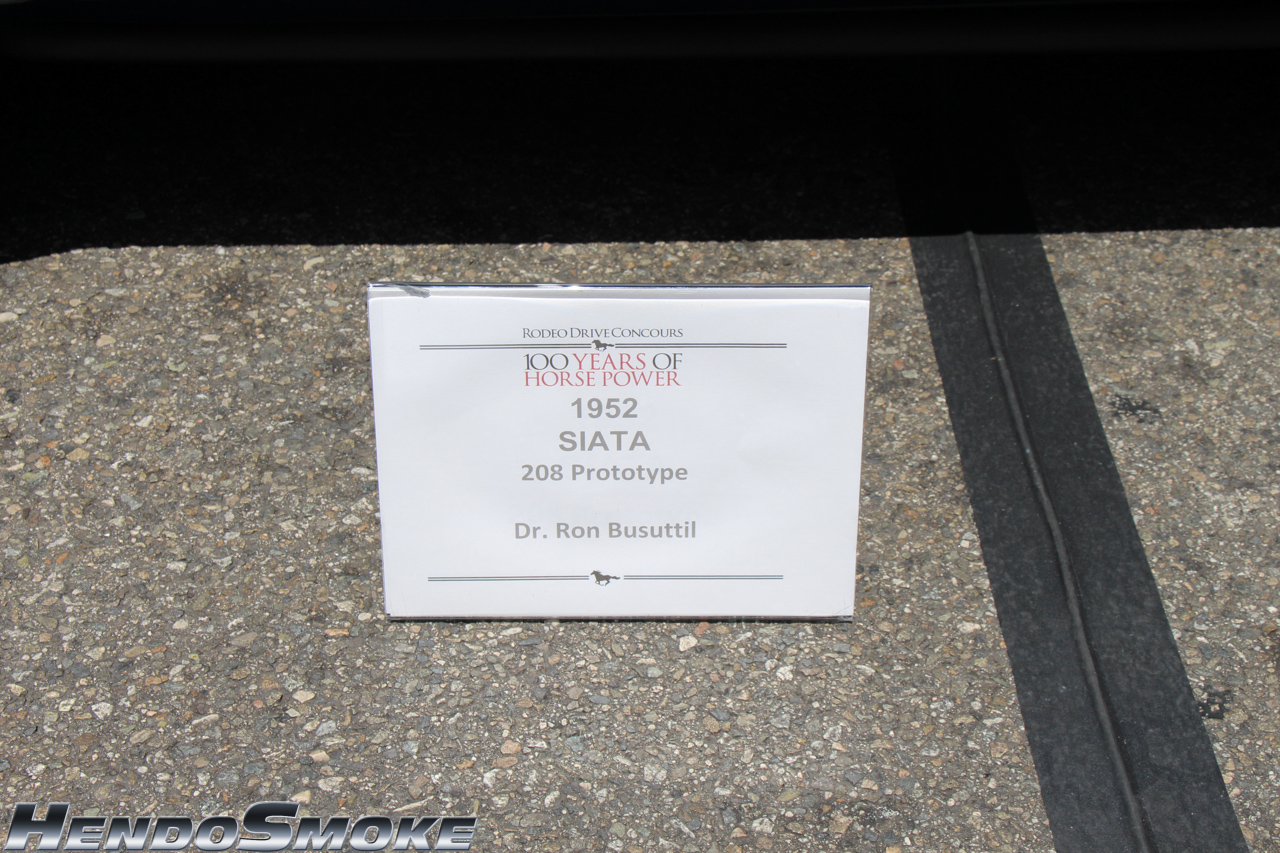 RODEO DRIVE CONCOURS
100 YEARS OF
HORSE POWER
1952
SIATA
208 Prototype
Dr. Ron Busuttil
HENDOSMOKE